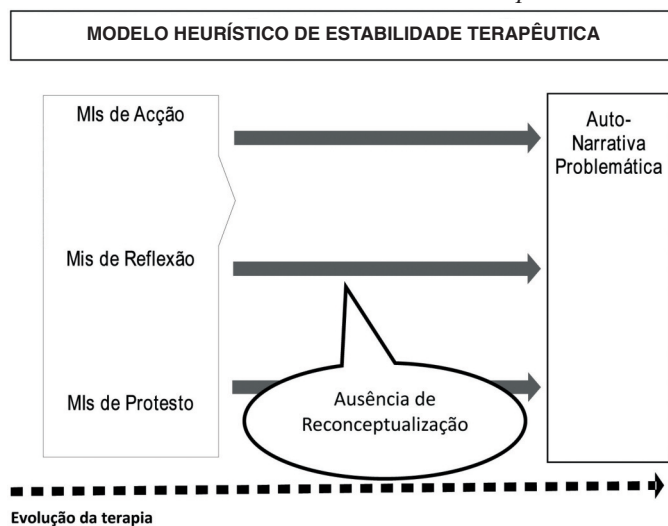 MODELO HEURÍSTICO DE ESTABILIDADE TERAPÊUTICA
MIs de Acção
Mis de Reflexão
MIs de Protesto
Ausência de
Reconceptualização
Auto-
Narrativa
Problemática
Evolução da terapia